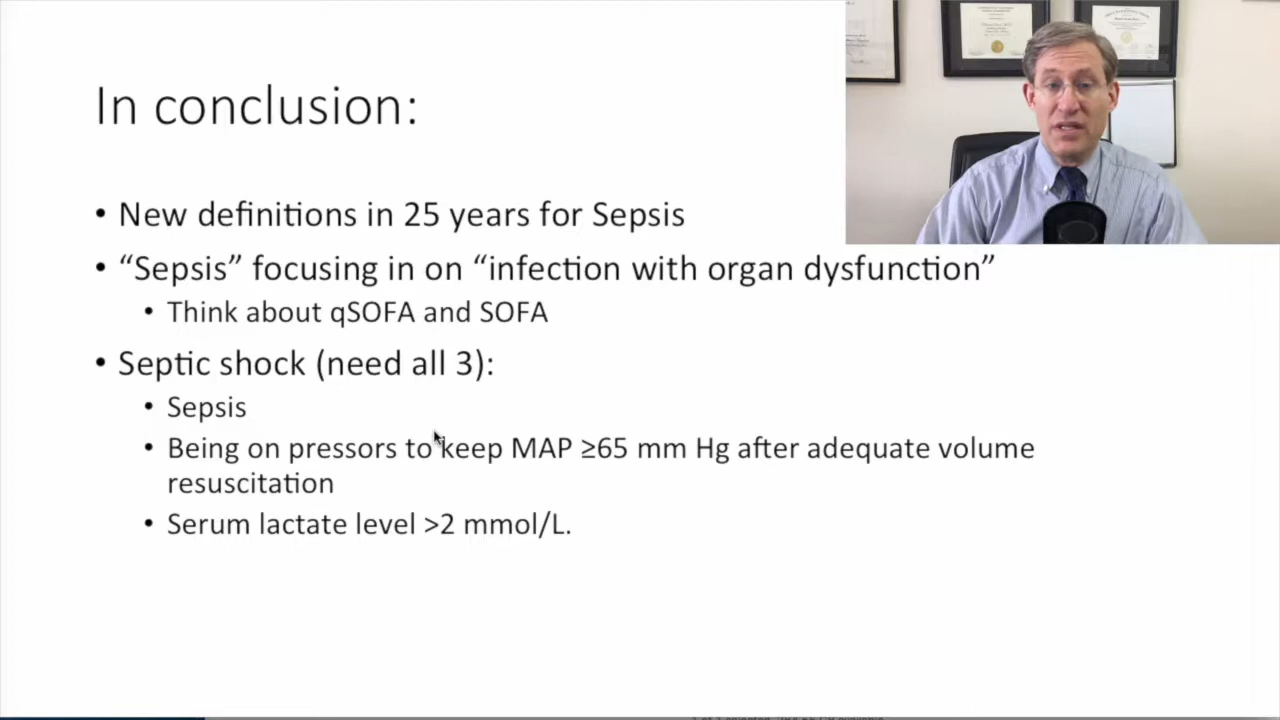 In conclusion:
• New definitions in 25 years for Sepsis
• “Sepsis” focusing in on “infection with organ dysfunction”
• Think about qSOFA and SOFA
• Septic shock (need all 3):
• Sepsis
• Being on pressors to keep MAP ≥65 mm Hg after adequate volume
resuscitation
• Serum lactate level >2 mmol/L.